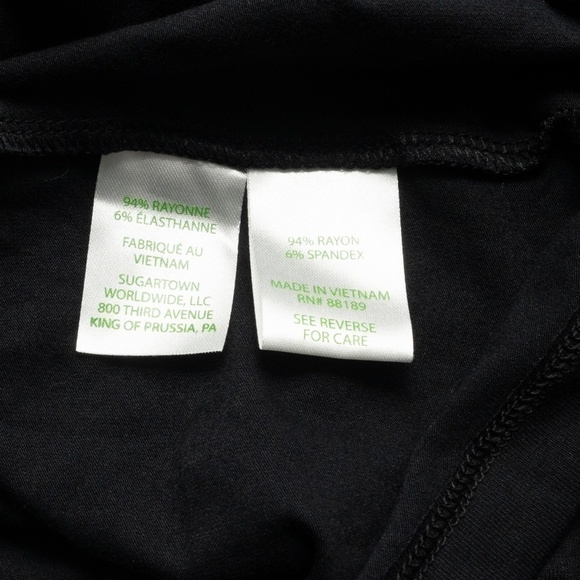 94% RAYONNE
6% ÉLASTHANNE
FABRIQUÉ AU
VIETNAM
SUGARTOWN
WORLDWIDE, LLC
800 THIRD AVENUE
KING OF PRUSSIA, PA
94% RAYON
6% SPANDEX
MADE IN VIETNAM
RN# 88189
SEE REVERSE
FOR CARE